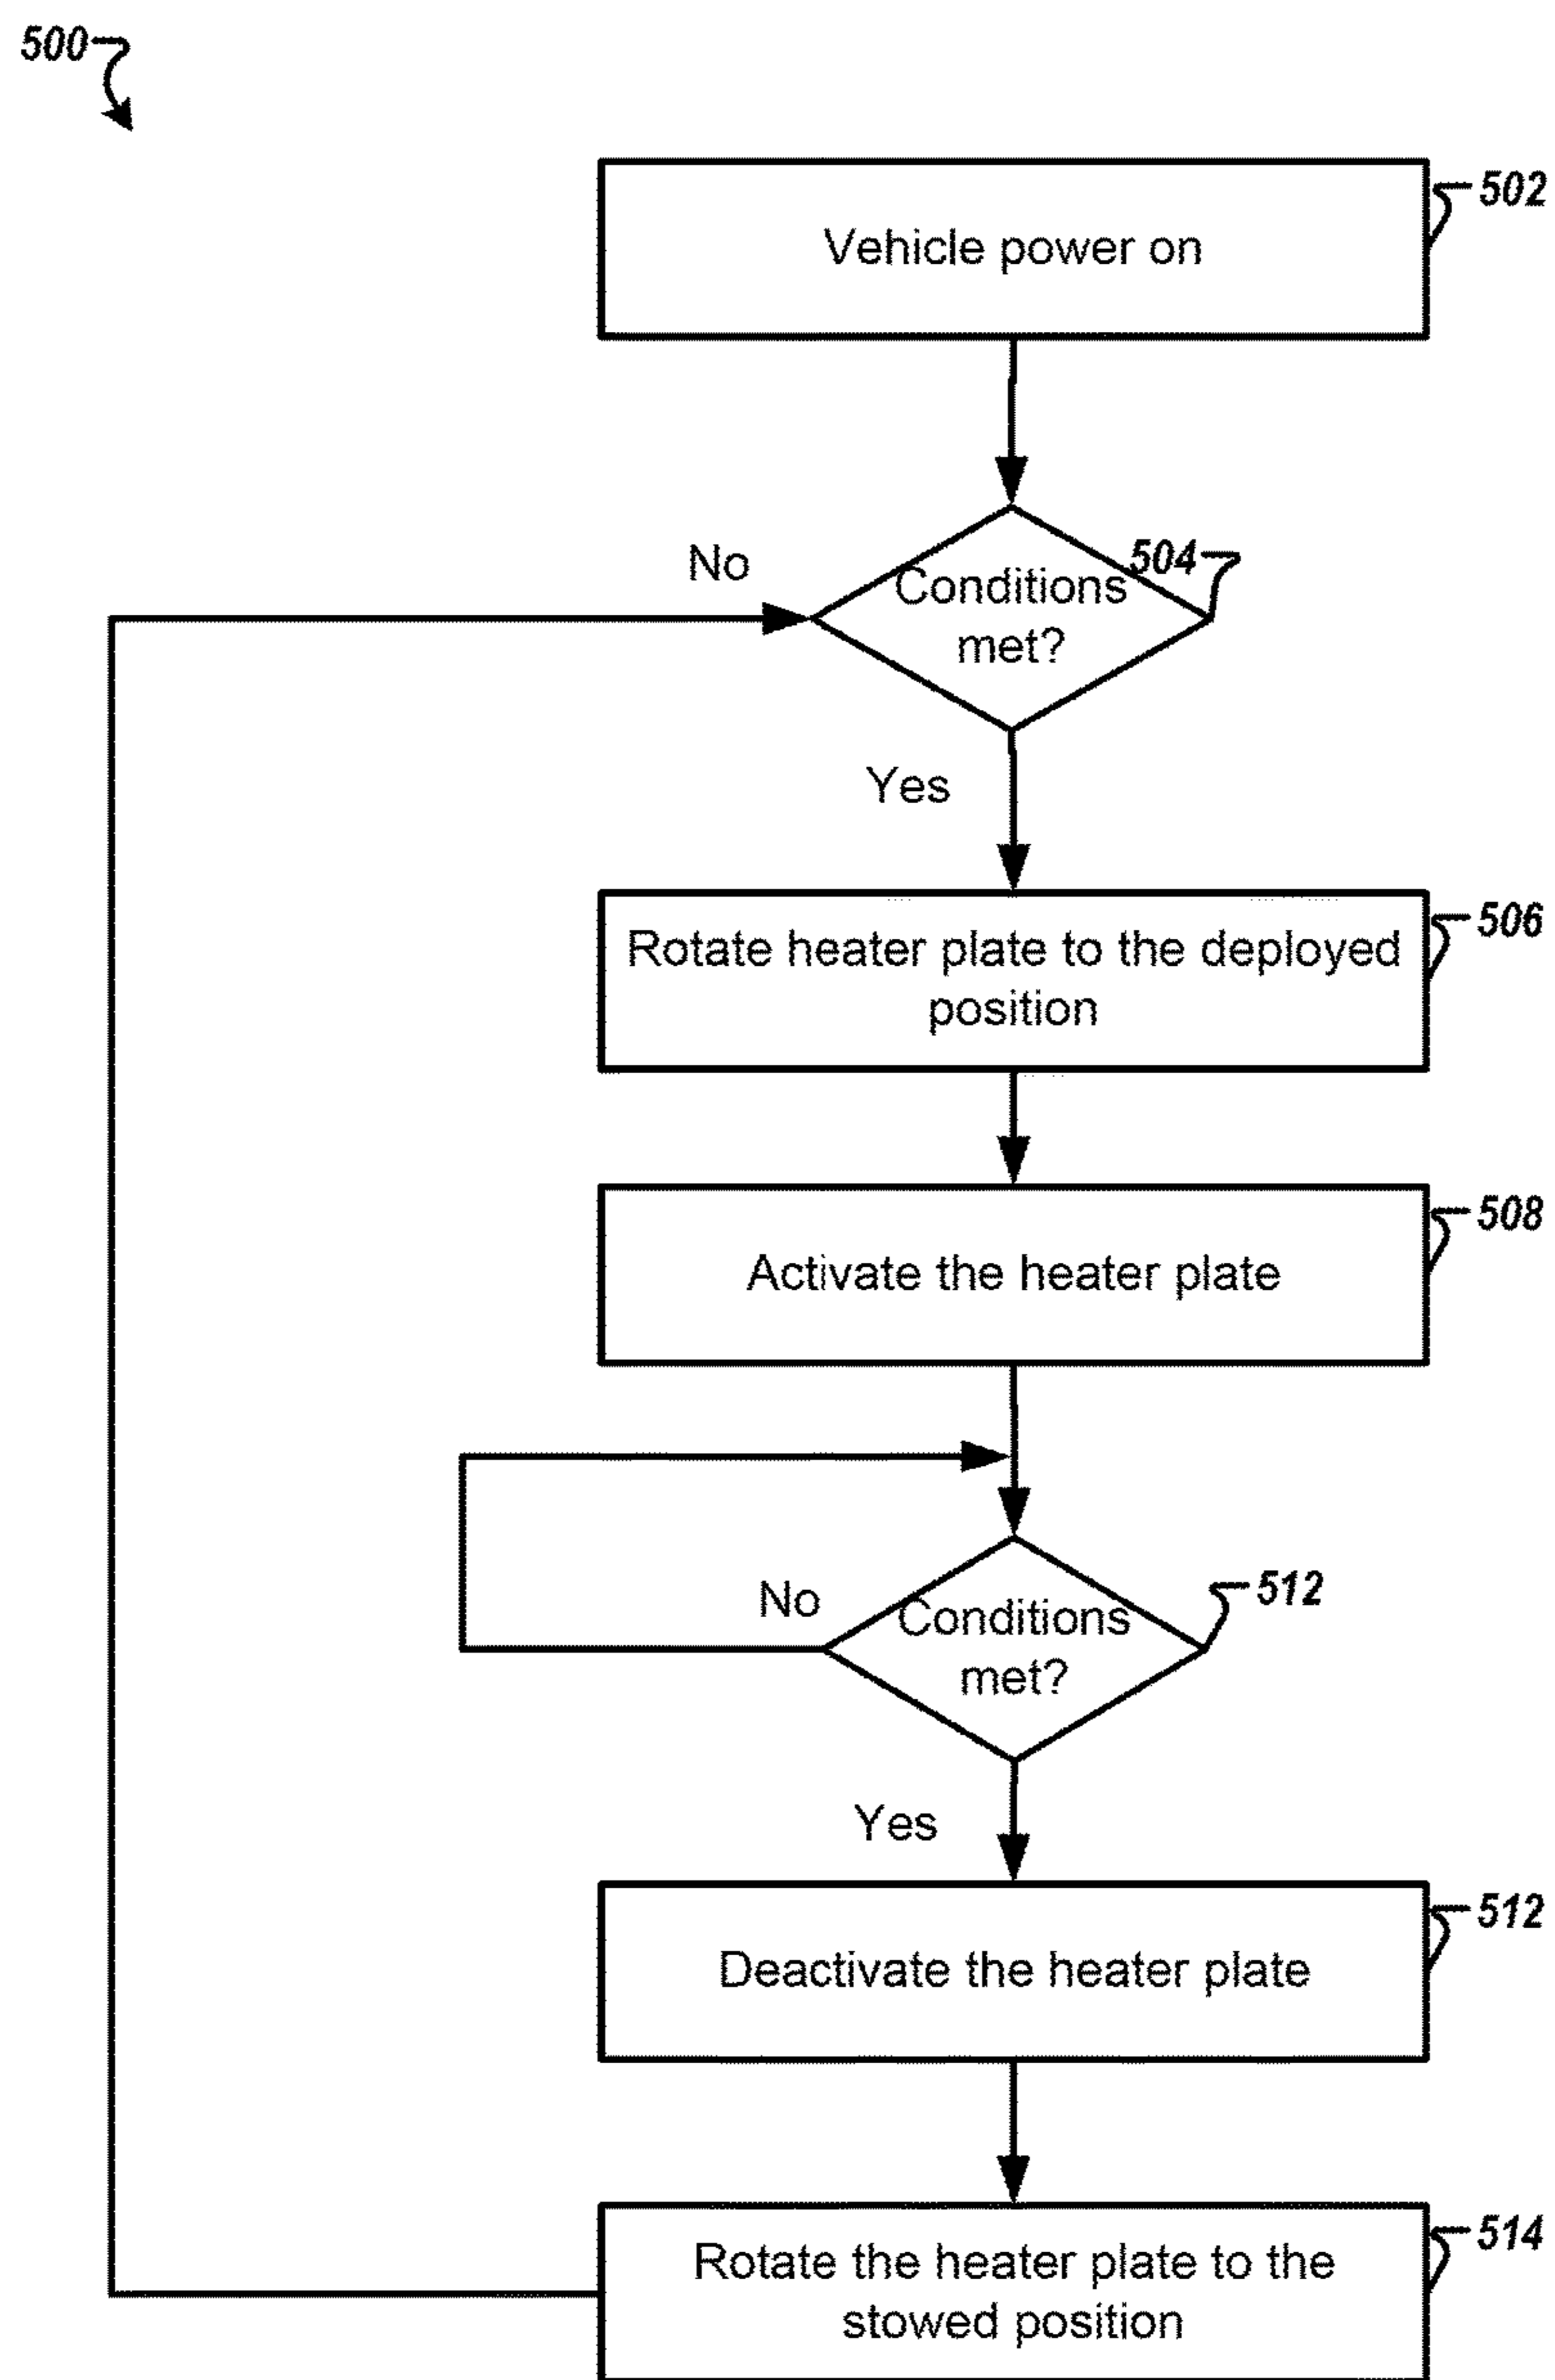 500
Vehicle power on
502
No
Conditions
met?
504
Yes
Rotate heater plate to the deployed
position
506
Activate the heater plate
508
No
Conditions
met?
512
Yes
Deactivate the heater plate
512
Rotate the heater plate to the
stowed position
514